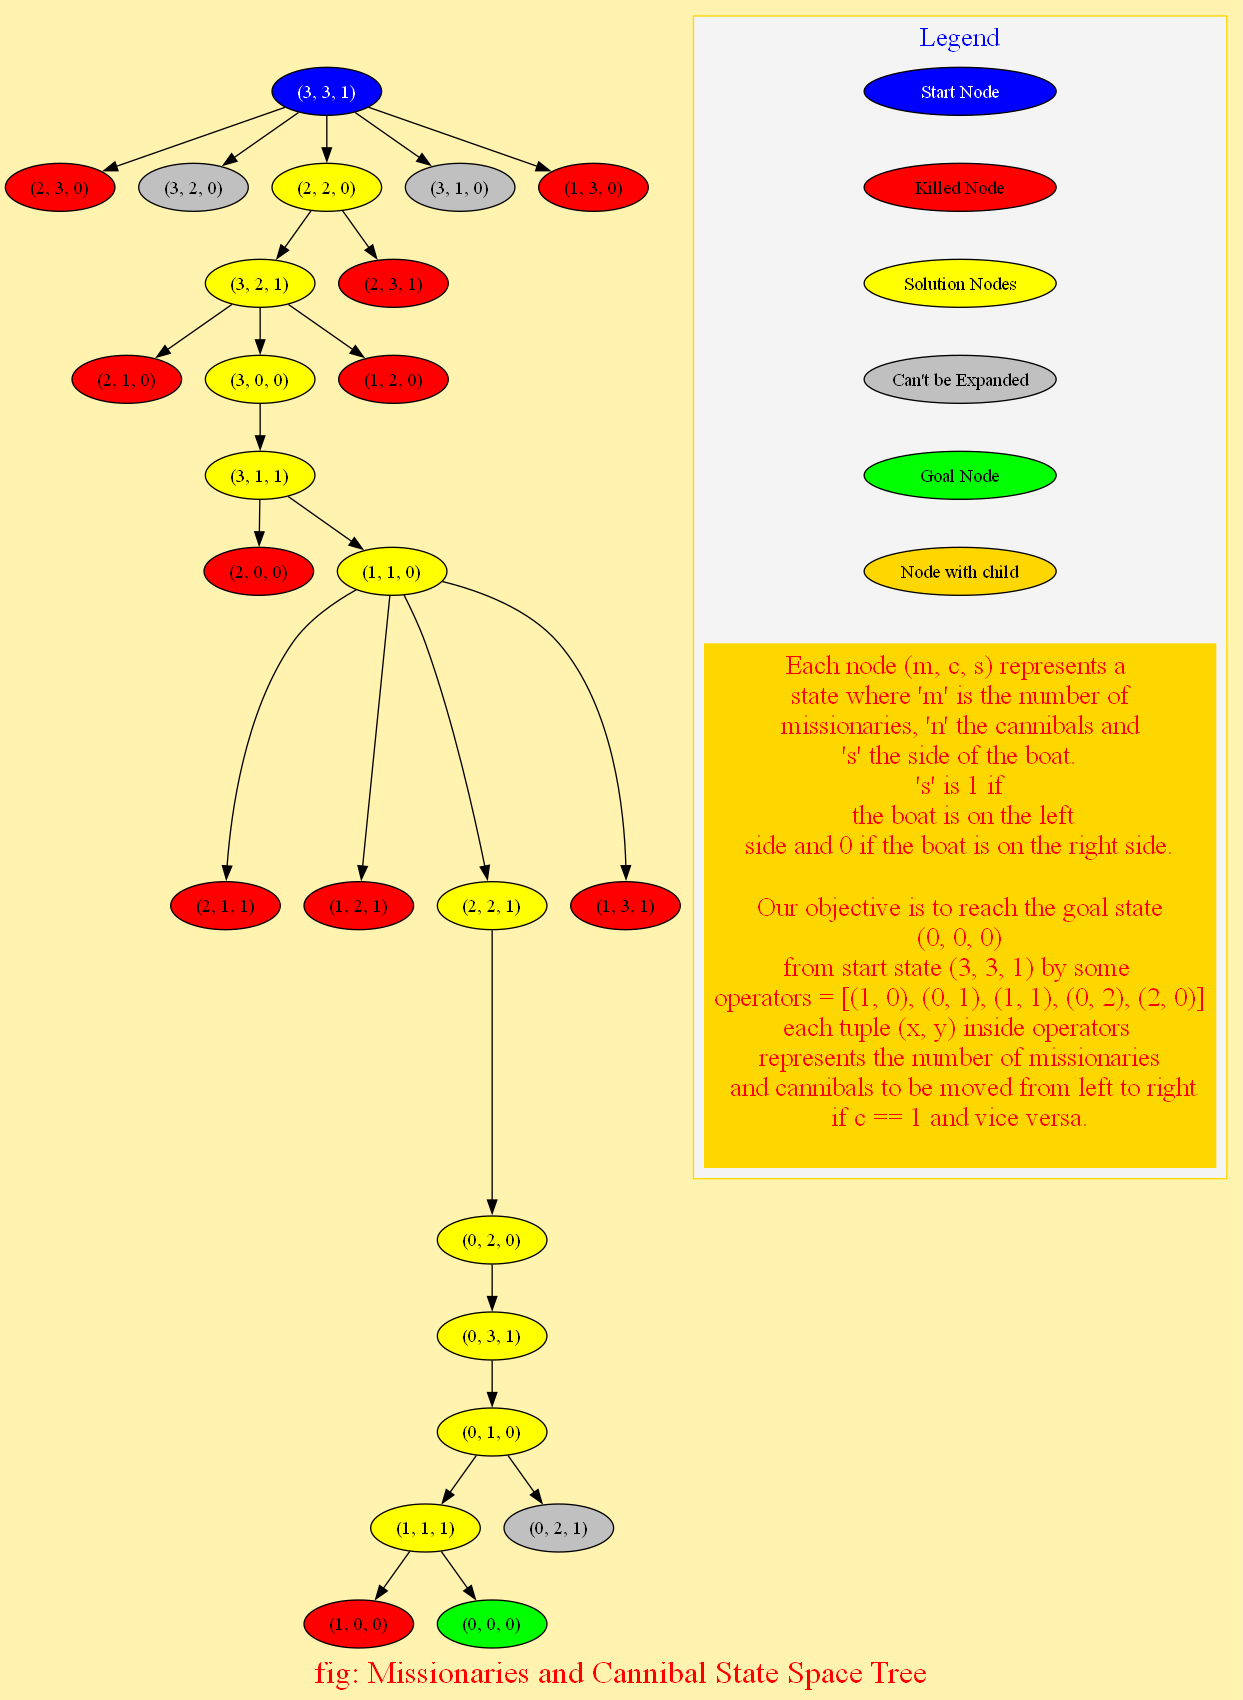 Legend
(3, 3, 1)
Start Node
(2, 3, 0)
(3, 2, 0)
(2, 2, 0)
(3, 1, 0)
(1, 3, 0)
Killed Node
(3, 2, 1)
(2, 3, 1)
Solution Nodes
(2, 1, 0)
(3, 0, 0)
(1, 2, 0)
Can't be Expanded
(3, 1, 1)
Goal Node
(2, 0, 0)
(1, 1, 0)
Node with child
Each node (m, c, s) represents a
state where 'm' is the number of
missionaries, 'n' the cannibals and
's' the side of the boat.
's' is 1 if
the boat is on the left
side and 0 if the boat is on the right side.
Our objective is to reach the goal state
(0, 0, 0)
from start state (3, 3, 1) by some
operators = [(1, 0), (0, 1), (1, 1), (0, 2), (2, 0)]
each tuple (x, y) inside operators
represents the number of missionaries
and cannibals to be moved from left to right
if c == 1 and vice versa.
(2, 1, 1)
(1, 2, 1)
(2, 2, 1)
(1, 3, 1)
(0, 2, 0)
(0, 3, 1)
(0, 1, 0)
(1, 1, 1)
(0, 2, 1)
(1, 0, 0)
(0, 0, 0)
fig: Missionaries and Cannibal State Space Tree